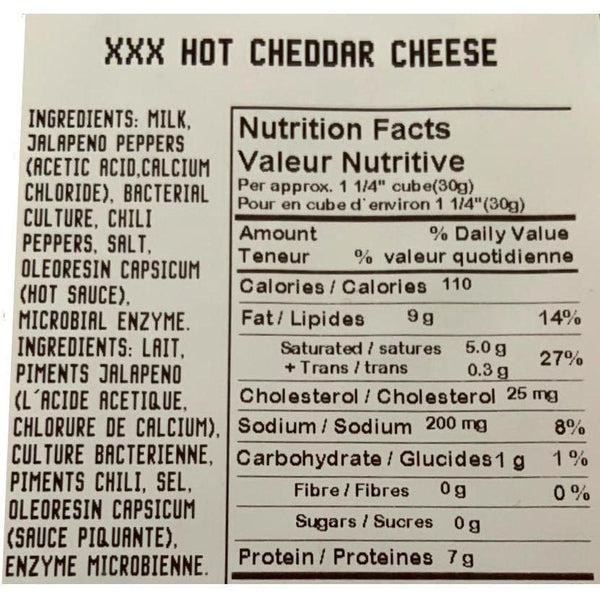 XXX HOT CHEDDAR CHEESE
INGREDIENTS: MILK,
JALAPENO PEPPERS
(ACETIC ACID,CALCIUM
CHLORIDE), BACTERIAL
CULTURE, CHILI
PEPPERS, SALT,
OLEORESIN CAPSICUM
(HOT SAUCE),
MICROBIAL ENZYME.
INGREDIENTS: LAIT,
PIMENTS JALAPENO
(L´ACIDE ACETIQUE,
CHLORURE DE CALCIUM),
CULTURE BACTERIENNE,
PIMENTS CHILI, SEL,
OLEORESIN CAPSICUM
(SAUCE PIQUANTE),
ENZYME MICROBIENNE.
Nutrition Facts
Valeur Nutritive
Per approx. 1 1/4" cube(30g)
Pour en cube d´environ 1 1/4"(30g)
Amount % Daily Value
Teneur % valeur quotidienne
Calories / Calories 110
Fat / Lipides 9 g 14%
Saturated / satures 5.0 g
+ Trans / trans 0.3 g 27%
Cholesterol / Cholesterol 25 mg
Sodium / Sodium 200 mg 8%
Carbohydrate / Glucides 1 g 1%
Fibre / Fibres 0 g 0%
Sugars / Sucres 0 g
Protein / Proteines 7 g